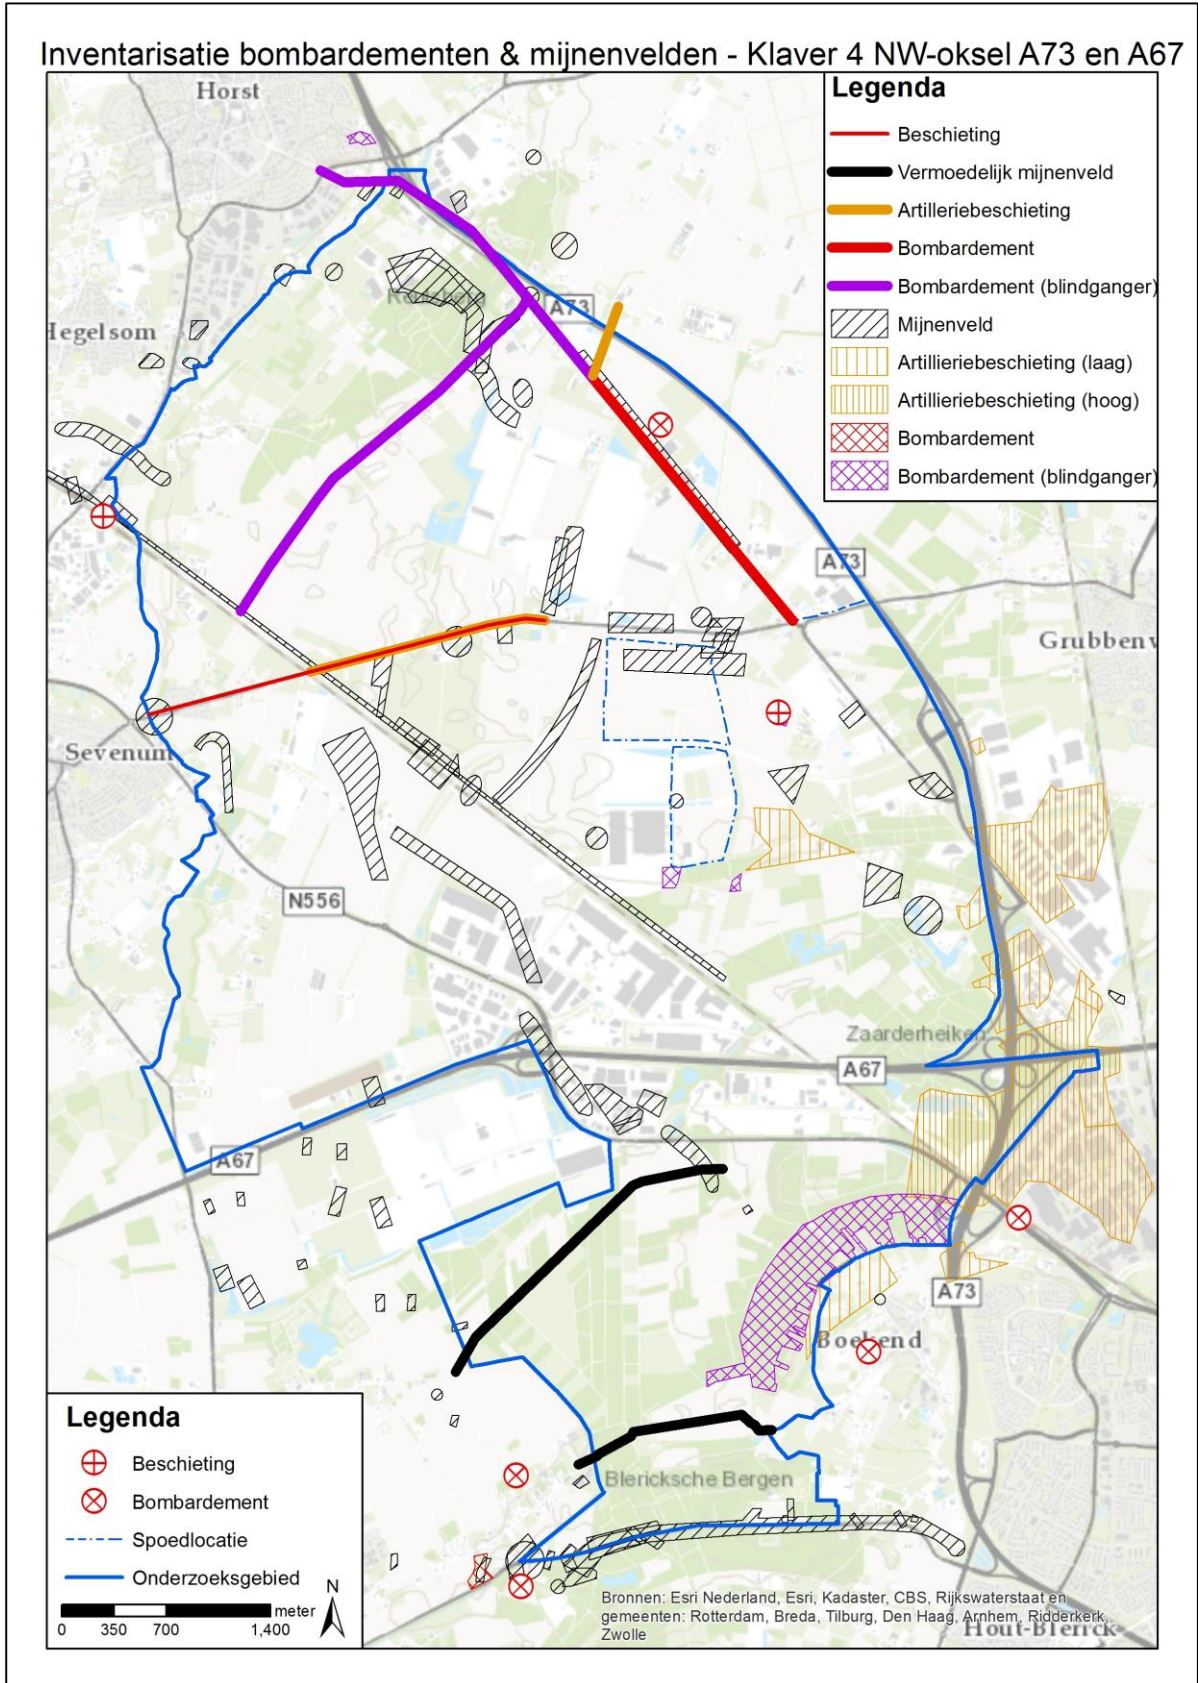 Inventarisatie bombardementen & mijnenvelden - Klaver 4 NW-oksel A73 en A67
Horst
Legenda
Beschieting
Vermoedelijk mijnenveld
Artilleriebeschieting
Bombardement
Bombardement (blindganger)
Mijnenveld
Artillieriebeschieting (laag)
Artillieriebeschieting (hoog)
Bombardement
Bombardement (blindganger)
A73
Hegelsom
A73
Grubbenv
Sevenum
N556
Zaarderheiken
A67
A67
A73
Boekend
Blericksche Bergen
Legenda
Beschieting
Bombardement
Spoedlocatie
Onderzoeksgebied
N
meter
0 350 700 1,400
Bronnen: Esri Nederland, Esri, Kadaster, CBS, Rijkswaterstaat en
gemeenten: Rotterdam, Breda, Tilburg, Den Haag, Arnhem, Ridderkerk,
Zwolle
Hout-Blerick